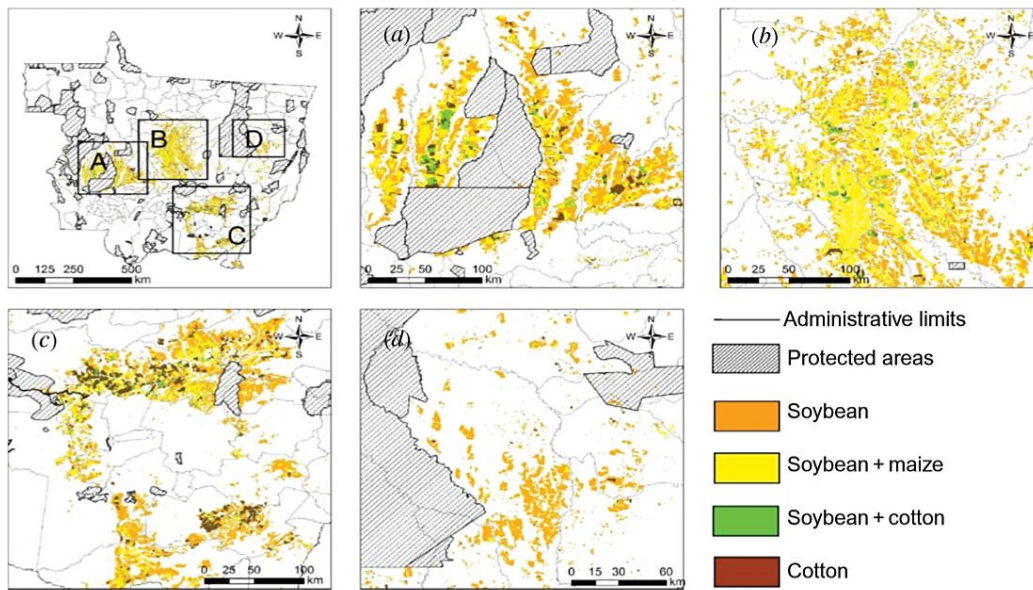 N
W E
S
A
B
D
C
0 125 250 500
km
(a)
N
W E
S
0 25 50 100
km
(b)
N
W E
S
0 25 50 100
km
(c)
N
W E
S
0 25 50 100
km
(d)
N
W E
S
0 15 30 60
km
Administrative limits
Protected areas
Soybean
Soybean + maize
Soybean + cotton
Cotton